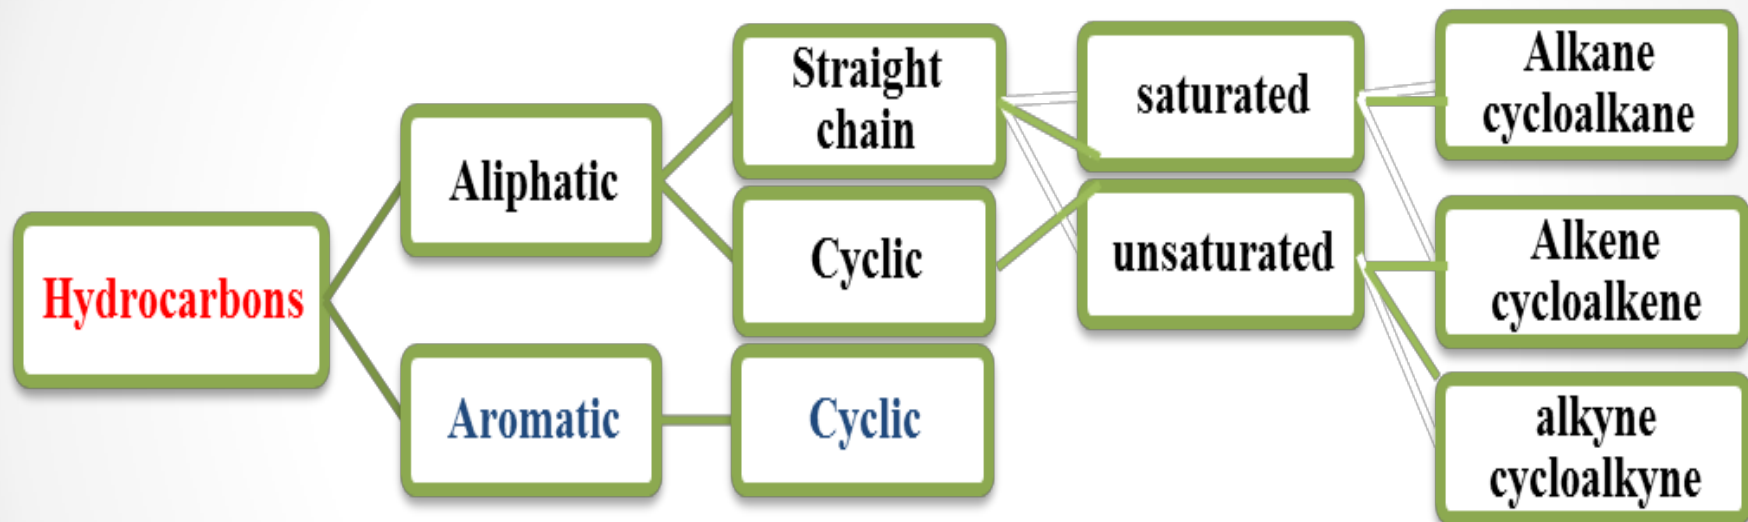 Hydrocarbons
Aliphatic
Aromatic
Straight
chain
Cyclic
Cyclic
saturated
unsaturated
Alkane
cycloalkane
Alkene
cycloalkene
alkyne
cycloalkyne